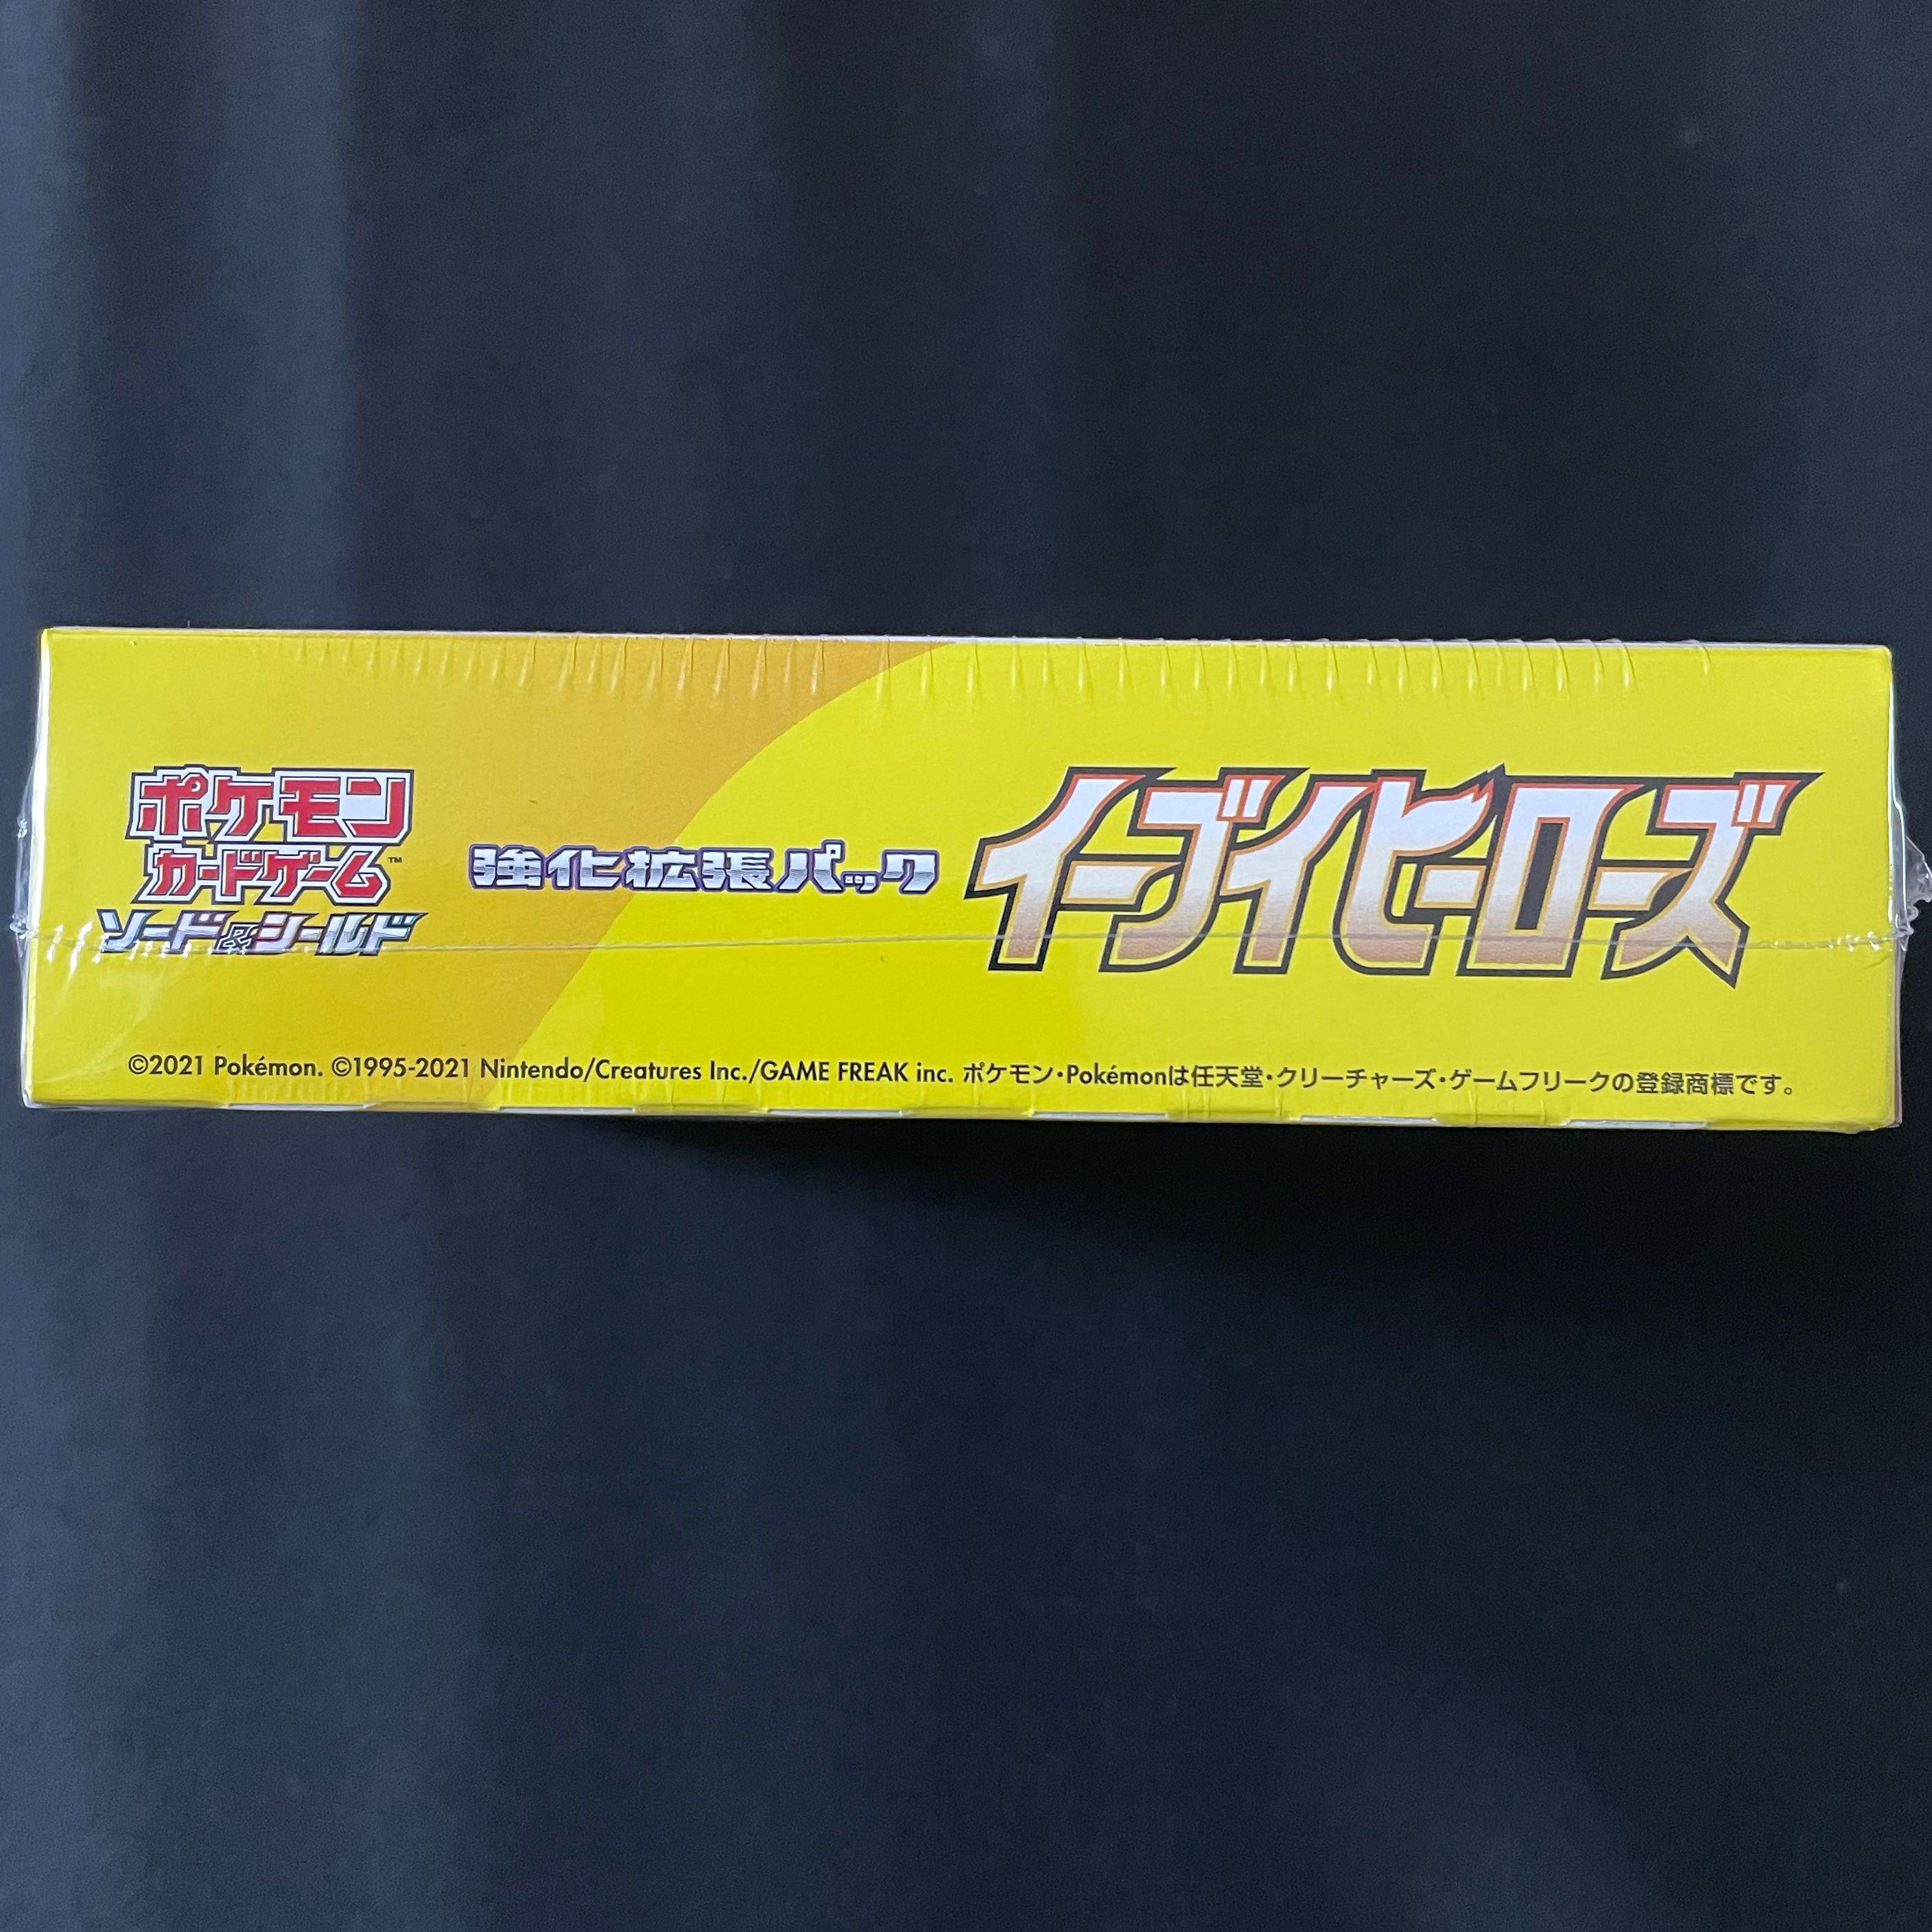 ポケモン
カードゲーム™
ソード&シールド
強化拡張パック
イーブイヒーローズ
©2021 Pokémon. ©1995-2021 Nintendo/Creatures Inc./GAME FREAK inc. ポケモン・Pokémonは任天堂・クリーチャーズ・ゲームフリークの登録商標です。